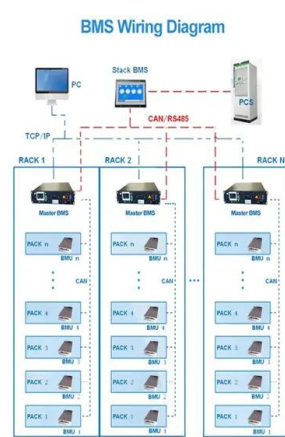 BMS Wiring Diagram
Stack BMS
PC
PCS
CAN/RS485
TCP/IP
RACK 1
RACK 2
RACK N
Master BMS
Master BMS
Master BMS
PACK n
PACK n
PACK n
BMU n
BMU n
BMU n
CAN
CAN
CAN
PACK 4
PACK 4
PACK 4
BMU 4
BMU 4
BMU 4
PACK 3
PACK 3
PACK 3
BMU 3
BMU 3
BMU 3
PACK 2
PACK 2
PACK 2
BMU 2
BMU 2
BMU 2
PACK 1
PACK 1
PACK 1
BMU 1
BMU 1
BMU 1